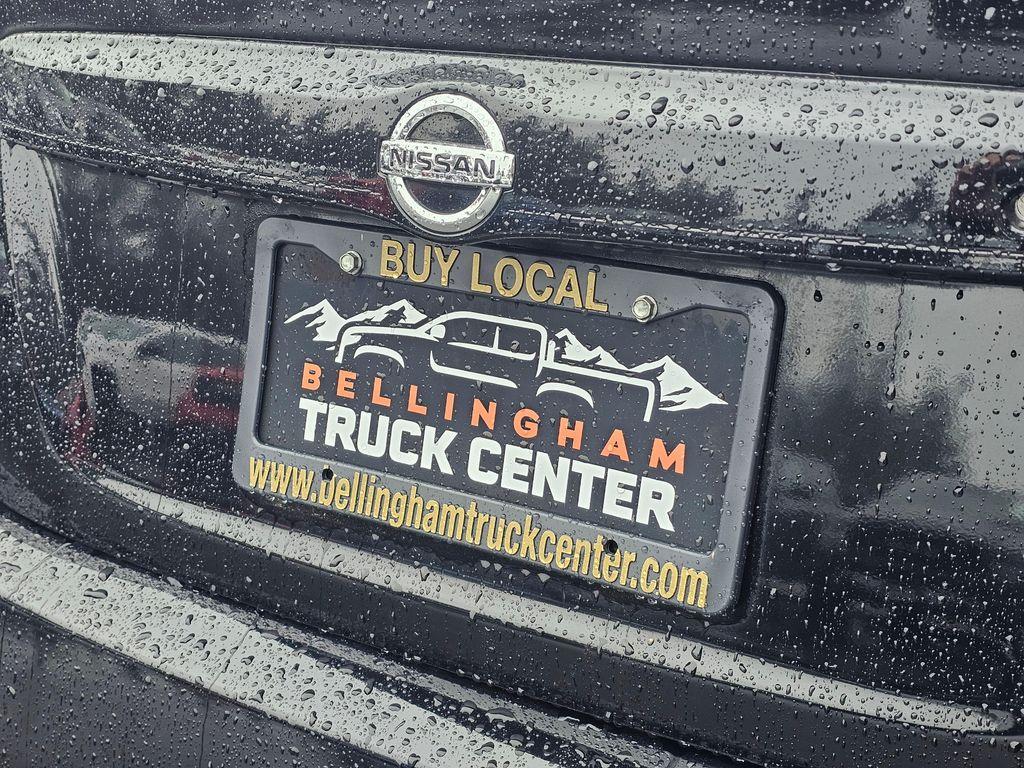 NISSAN
BUY LOCAL
BELLINGHAM
TRUCK CENTER
www.bellinghamtruckcenter.com